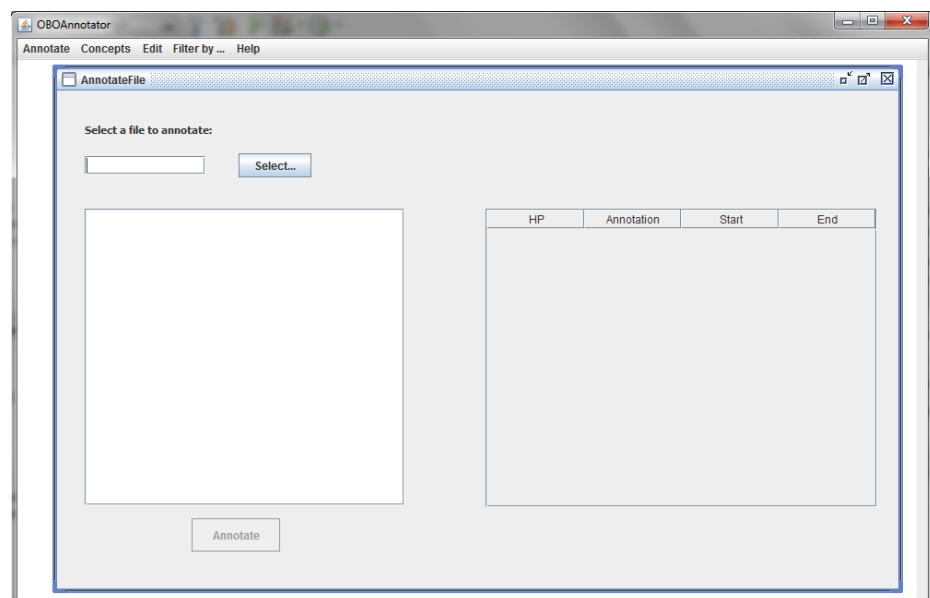 OBOAnnotator
Annotate Concepts Edit Filter by ... Help
AnnotateFile
Select a file to annotate:
Select...
HP Annotation Start End
Annotate